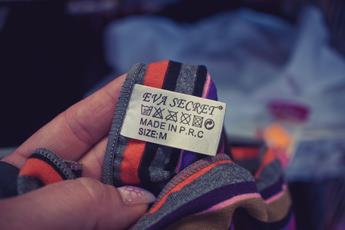 EVA SECRET
MADE IN P.R.C
SIZE:M